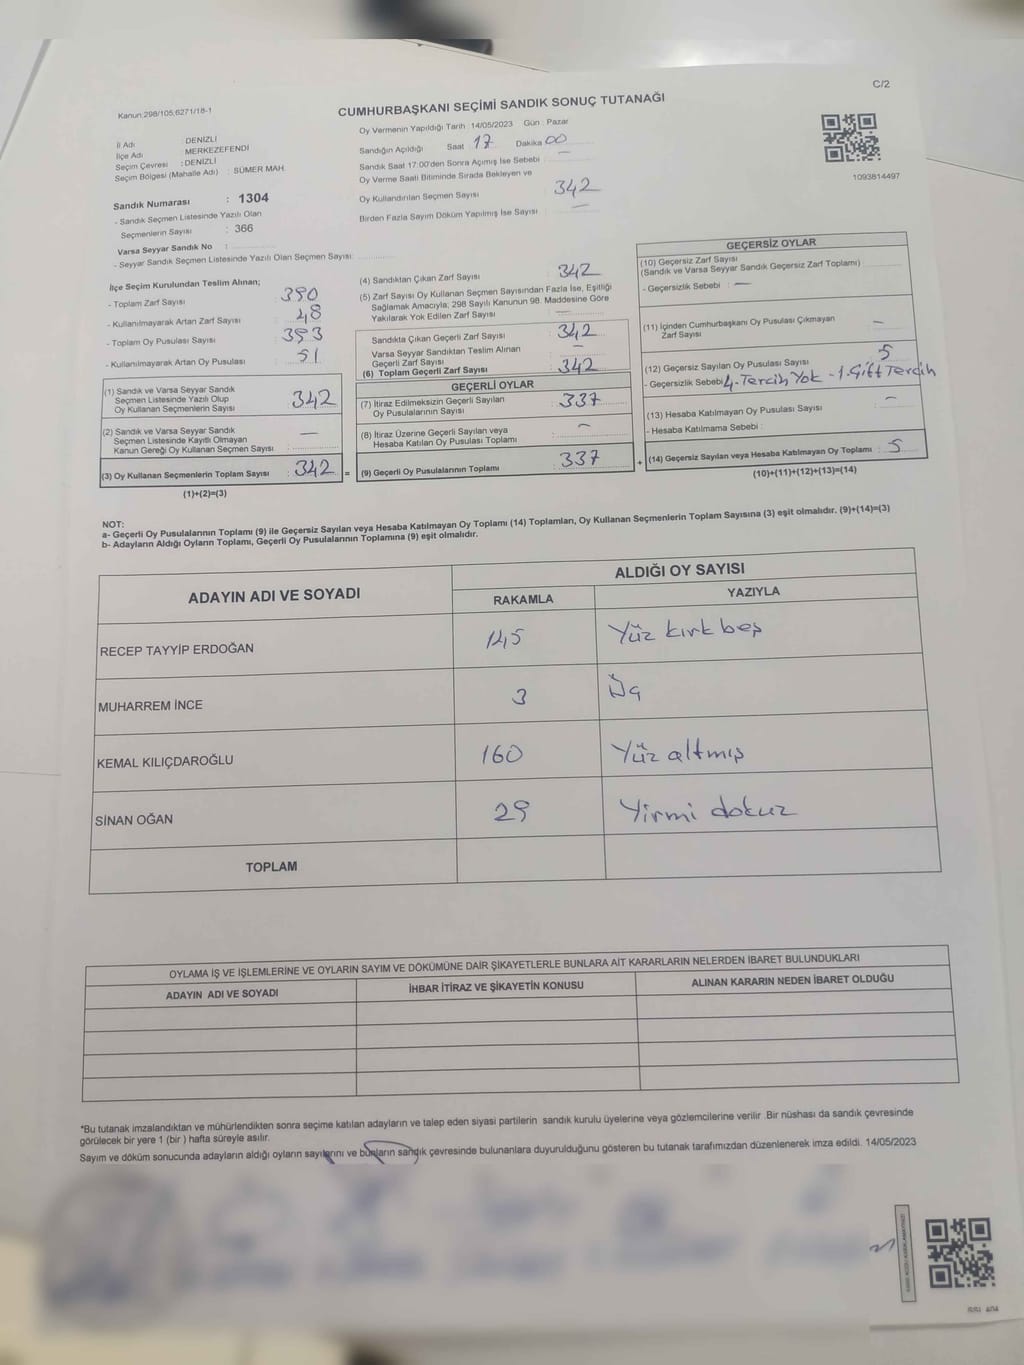 C/2
Kanun 298/105,6271/18-1
CUMHURBAŞKANI SEÇİMİ SANDIK SONUÇ TUTANAĞI
İl Adı DENİZLİ
İlçe Adı MERKEZEFENDİ
Seçim Çevresi : DENİZLİ
Seçim Bölgesi (Mahalle Adı) : SÜMER MAH.
Sandık Numarası : 1304
- Sandık Seçmen Listesinde Yazılı Olan
Seçmenlerin Sayısı : 366
Varsa Seyyar Sandık No :
- Seyyar Sandık Seçmen Listesinde Yazılı Olan Seçmen Sayısı:
Oy Vermenin Yapıldığı Tarih :14/05/2023 Gün : Pazar
Sandığın Açıldığı Saat 17 Dakika 00
Sandık Saat 17:00'den Sonra Açımış İse Sebebi : —
Oy Verme Saati Bitiminde Sırada Bekleyen ve
Oy Kullandırılan Seçmen Sayısı 342
Birden Fazla Sayım Döküm Yapılmış İse Sayısı : —
1093814497
İlçe Seçim Kurulundan Teslim Alınan;
- Toplam Zarf Sayısı : 390
- Kullanılmayarak Artan Zarf Sayısı : 48
- Toplam Oy Pusulası Sayısı : 393
- Kullanılmayarak Artan Oy Pusulası : 51
(1) Sandık ve Varsa Seyyar Sandık
Seçmen Listesinde Yazılı Olup
Oy Kullanan Seçmenlerin Sayısı : 342
(2) Sandık ve Varsa Seyyar Sandık
Seçmen Listesinde Kayıtlı Olmayan
Kanun Gereği Oy Kullanan Seçmen Sayısı : —
(3) Oy Kullanan Seçmenlerin Toplam Sayısı : 342 =
(1)+(2)=(3)
(4) Sandıktan Çıkan Zarf Sayısı : 342
(5) Zarf Sayısı Oy Kullanan Seçmen Sayısından Fazla İse, Eşitliği
Sağlamak Amacıyla; 298 Sayılı Kanunun 98. Maddesine Göre
Yakılarak Yok Edilen Zarf Sayısı : —
Sandıkta Çıkan Geçerli Zarf Sayısı : 342
Varsa Seyyar Sandıktan Teslim Alınan
Geçerli Zarf Sayısı : —
(6) Toplam Geçerli Zarf Sayısı : 342
GEÇERLİ OYLAR
(7) İtiraz Edilmeksizin Geçerli Sayılan
Oy Pusulalarının Sayısı : 337
(8) İtiraz Üzerine Geçerli Sayılan veya
Hesaba Katılan Oy Pusulası Toplamı : —
(9) Geçerli Oy Pusulalarının Toplamı : 337 +
GEÇERSİZ OYLAR
(10) Geçersiz Zarf Sayısı
(Sandık ve Varsa Seyyar Sandık Geçersiz Zarf Toplamı)
- Geçersizlik Sebebi : —
(11) İçinden Cumhurbaşkanı Oy Pusulası Çıkmayan
Zarf Sayısı : —
(12) Geçersiz Sayılan Oy Pusulası Sayısı : 5
- Geçersizlik Sebebi 4-Tercih Yok - 1.Çift Tercih
(13) Hesaba Katılmayan Oy Pusulası Sayısı : —
- Hesaba Katılmama Sebebi :
(14) Geçersiz Sayılan veya Hesaba Katılmayan Oy Toplamı : 5
(10)+(11)+(12)+(13)=(14)
NOT:
a- Geçerli Oy Pusulalarının Toplamı (9) ile Geçersiz Sayılan veya Hesaba Katılmayan Oy Toplamı (14) Toplamları, Oy Kullanan Seçmenlerin Toplam Sayısına (3) eşit olmalıdır. (9)+(14)=(3)
b- Adayların Aldığı Oyların Toplamı, Geçerli Oy Pusulalarının Toplamına (9) eşit olmalıdır.
ADAYIN ADI VE SOYADI ALDIĞI OY SAYISI
RAKAMLA YAZIYLA
RECEP TAYYİP ERDOĞAN 145 Yüz kırk beş
MUHARREM İNCE 3 Üç
KEMAL KILIÇDAROĞLU 160 Yüz altmış
SİNAN OĞAN 29 Yirmi dokuz
TOPLAM
OYLAMA İŞ VE İŞLEMLERİNE VE OYLARIN SAYIM VE DÖKÜMÜNE DAİR ŞİKAYETLERLE BUNLARA AİT KARARLARIN NELERDEN İBARET BULUNDUKLARI
ADAYIN ADI VE SOYADI İHBAR İTİRAZ VE ŞİKAYETİN KONUSU ALINAN KARARIN NEDEN İBARET OLDUĞU
*Bu tutanak imzalandıktan ve mühürlendikten sonra seçime katılan adayların ve talep eden siyasi partilerin sandık kurulu üyelerine veya gözlemcilerine verilir .Bir nüshası da sandık çevresinde
görülecek bir yere 1 (bir ) hafta süreyle asılır.
Sayım ve döküm sonucunda adayların aldığı oyların sayılarını ve bunların sandık çevresinde bulunanlara duyurulduğunu gösteren bu tutanak tarafımızdan düzenlenerek imza edildi. 14/05/2023